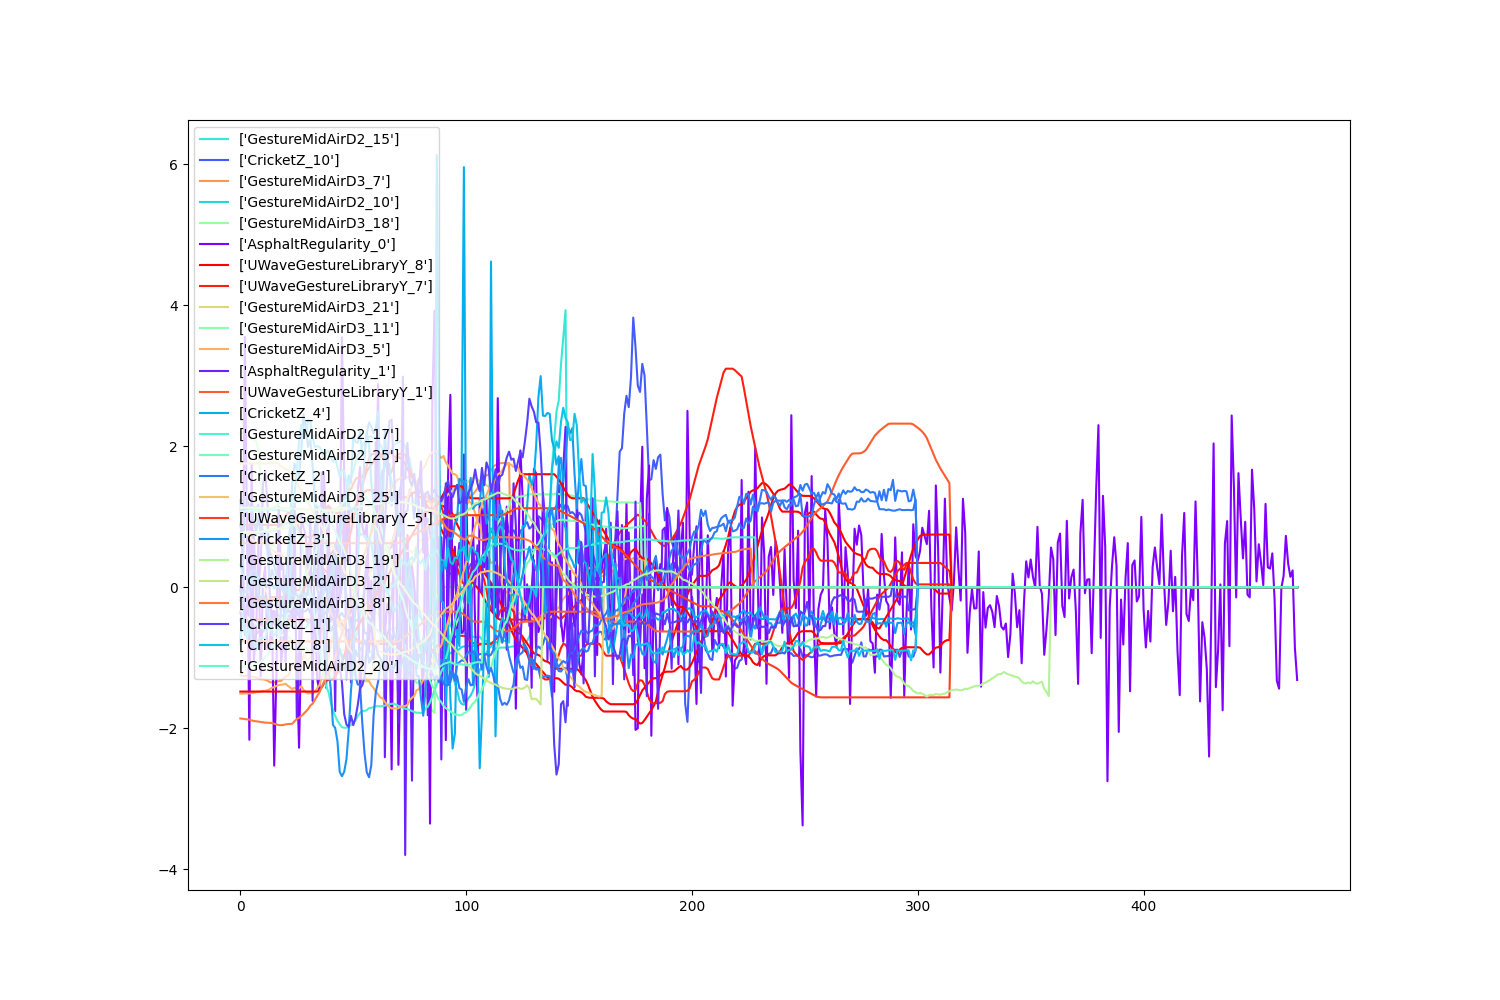 ['GestureMidAirD2_15']
['CricketZ_10']
['GestureMidAirD3_7']
['GestureMidAirD2_10']
['GestureMidAirD3_18']
['AsphaltRegularity_0']
['UWaveGestureLibraryY_8']
['UWaveGestureLibraryY_7']
['GestureMidAirD3_21']
['GestureMidAirD3_11']
['GestureMidAirD3_5']
['AsphaltRegularity_1']
['UWaveGestureLibraryY_1']
['CricketZ_4']
['GestureMidAirD2_17']
['GestureMidAirD2_25']
['CricketZ_2']
['GestureMidAirD3_25']
['UWaveGestureLibraryY_5']
['CricketZ_3']
['GestureMidAirD3_19']
['GestureMidAirD3_2']
['GestureMidAirD3_8']
['CricketZ_1']
['CricketZ_8']
['GestureMidAirD2_20']
6
4
2
0
−2
−4
0 100 200 300 400